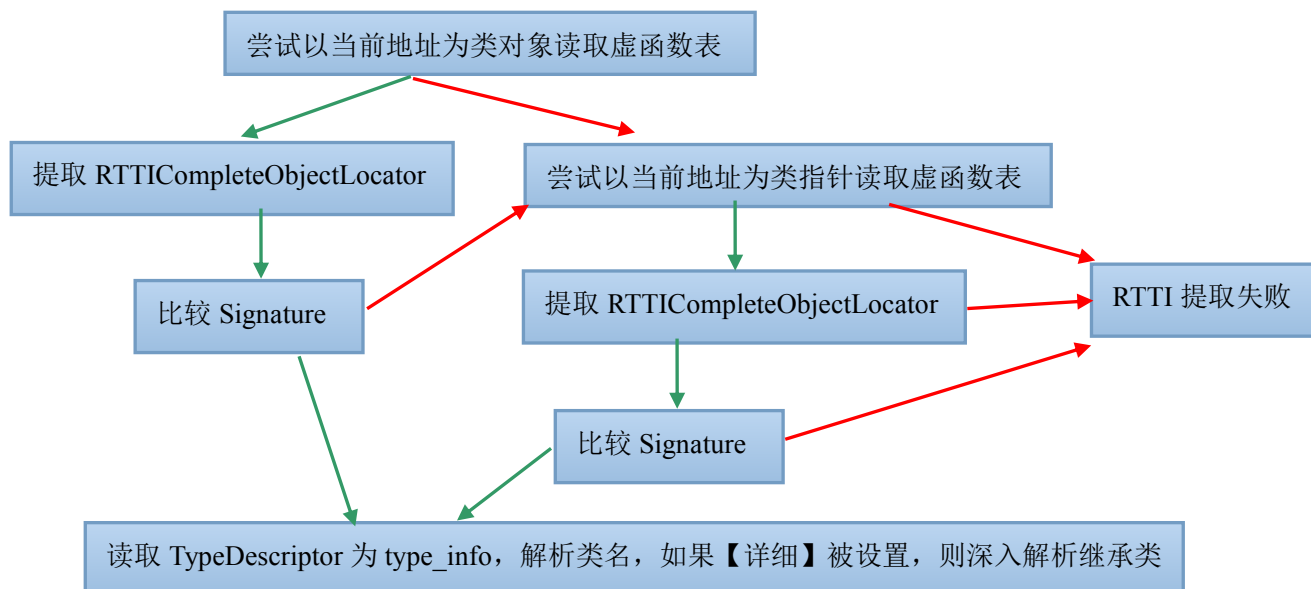 尝试以当前地址为类对象读取虚函数表
提取 RTTICompleteObjectLocator
尝试以当前地址为类指针读取虚函数表
比较 Signature
提取 RTTICompleteObjectLocator
RTTI 提取失败
比较 Signature
读取 TypeDescriptor 为 type_info，解析类名，如果【详细】被设置，则深入解析继承类